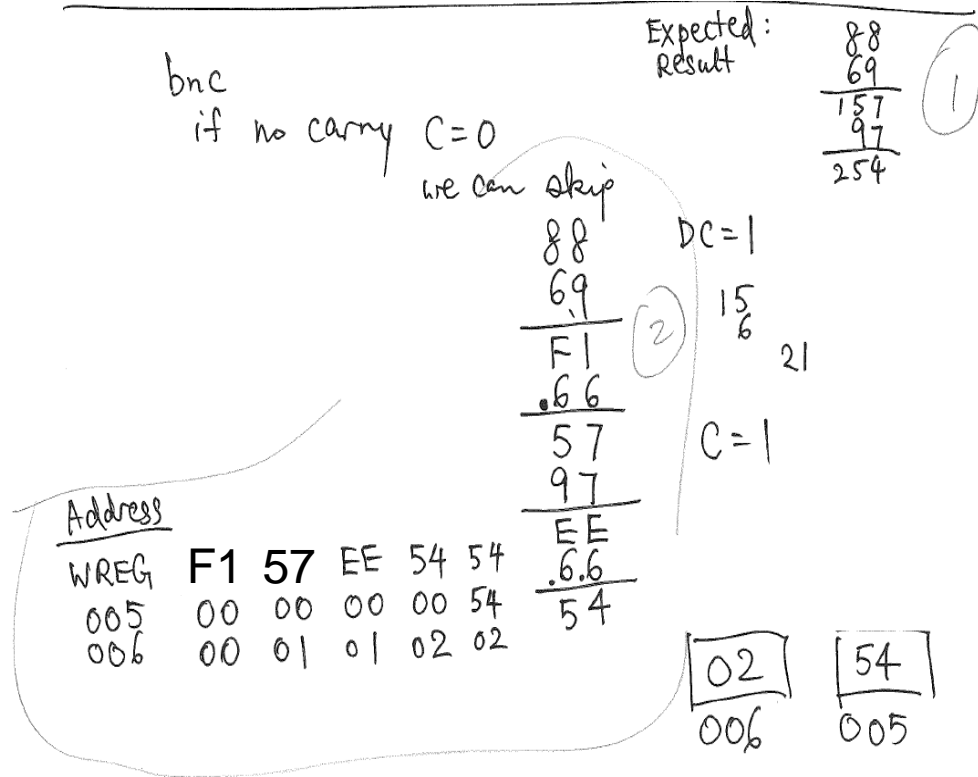 Expected:
Result
88
69
157
97
254
1
bnc
if no carry C=0
we can skip
88
69
F1
.66
57
97
EE
.6.6
54
2
DC=1
15
6
21
C=1
Address
WREG F1 57 EE 54 54
005 00 00 00 00 54
006 00 01 01 02 02
02 54
006 005